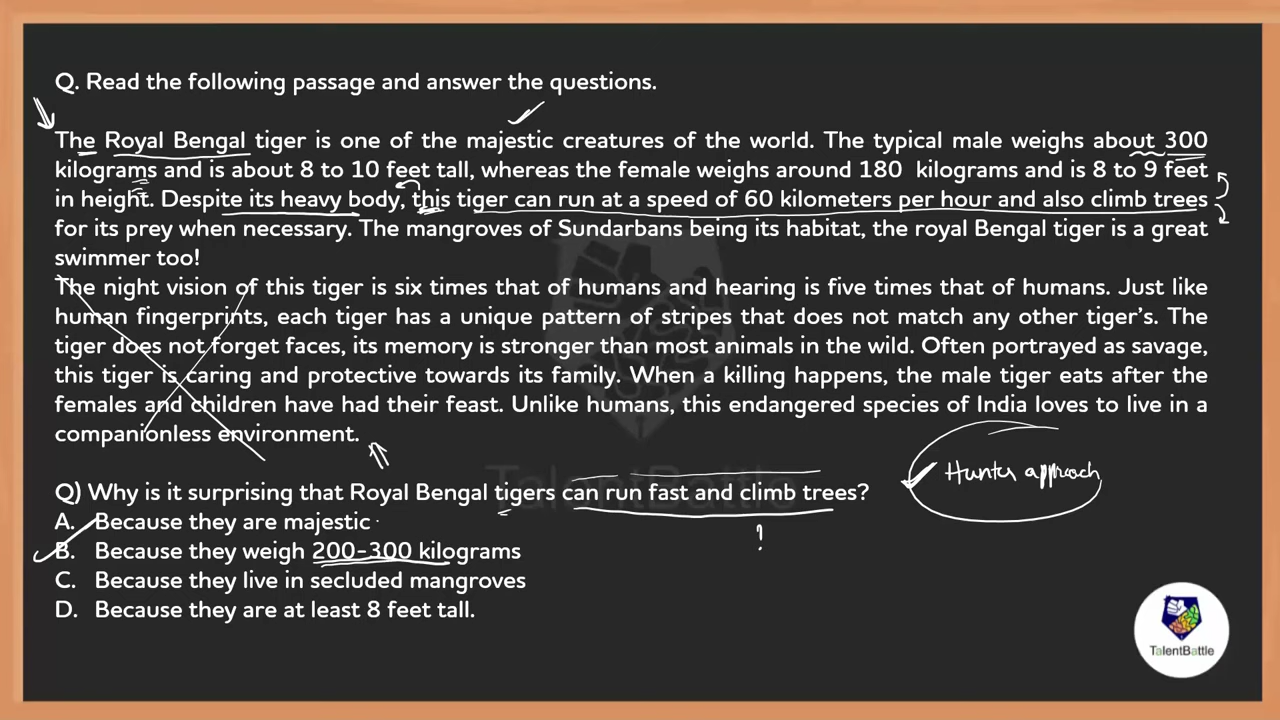 Q. Read the following passage and answer the questions.
The Royal Bengal tiger is one of the majestic creatures of the world. The typical male weighs about 300
kilograms and is about 8 to 10 feet tall, whereas the female weighs around 180 kilograms and is 8 to 9 feet
in height. Despite its heavy body, this tiger can run at a speed of 60 kilometers per hour and also climb trees
for its prey when necessary. The mangroves of Sundarbans being its habitat, the royal Bengal tiger is a great
swimmer too!
The night vision of this tiger is six times that of humans and hearing is five times that of humans. Just like
human fingerprints, each tiger has a unique pattern of stripes that does not match any other tiger's. The
tiger does not forget faces, its memory is stronger than most animals in the wild. Often portrayed as savage,
this tiger is caring and protective towards its family. When a killing happens, the male tiger eats after the
females and children have had their feast. Unlike humans, this endangered species of India loves to live in a
companionless environment.
Hunter approach
Q) Why is it surprising that Royal Bengal tigers can run fast and climb trees?
?
A. Because they are majestic
B. Because they weigh 200-300 kilograms
C. Because they live in secluded mangroves
D. Because they are at least 8 feet tall.
TalentBattle
TalentBattle